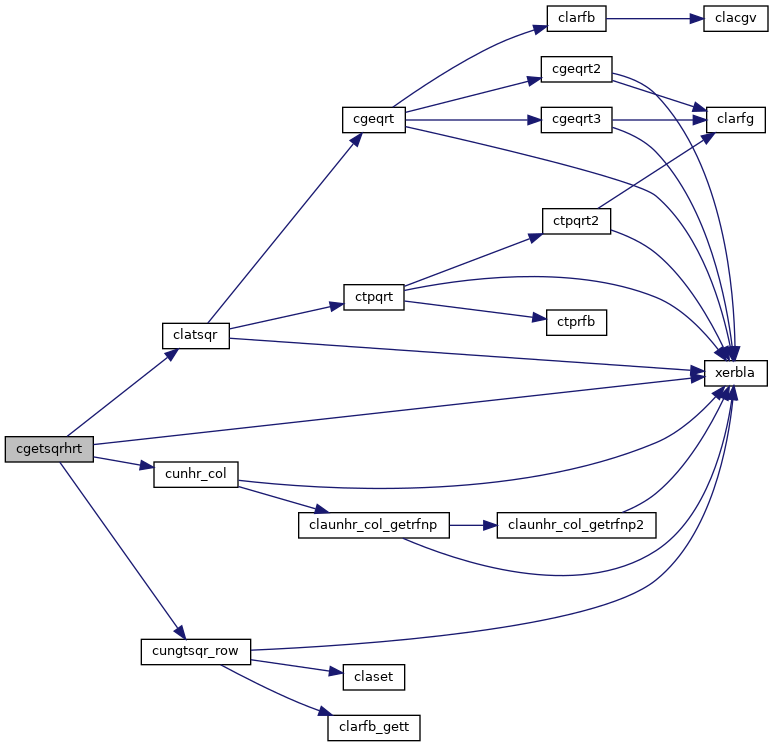 clarfb
clacgv
cgeqrt2
cgeqrt
cgeqrt3
clarfg
ctpqrt2
ctpqrt
ctprfb
clatsqr
xerbla
cgetsqrhrt
cunhr_col
claunhr_col_getrfnp
claunhr_col_getrfnp2
cungtsqr_row
claset
clarfb_gett